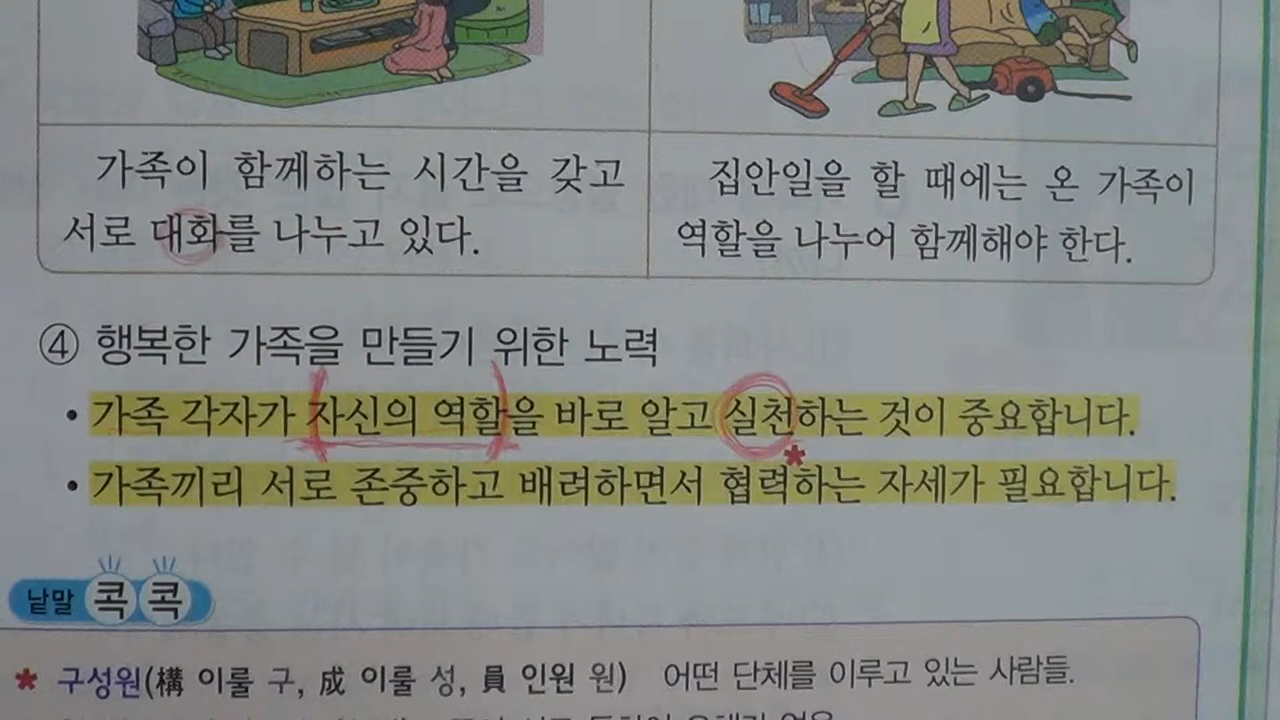 가족이 함께하는 시간을 갖고
서로 대화를 나누고 있다.
집안일을 할 때에는 온 가족이
역할을 나누어 함께해야 한다.
④ 행복한 가족을 만들기 위한 노력
• 가족 각자가 자신의 역할을 바로 알고 실천하는 것이 중요합니다.
• 가족끼리 서로 존중하고 배려하면서 협력*하는 자세가 필요합니다.
낱말 콕콕
* 구성원(構 이룰 구, 成 이룰 성, 員 인원 원) 어떤 단체를 이루고 있는 사람들.